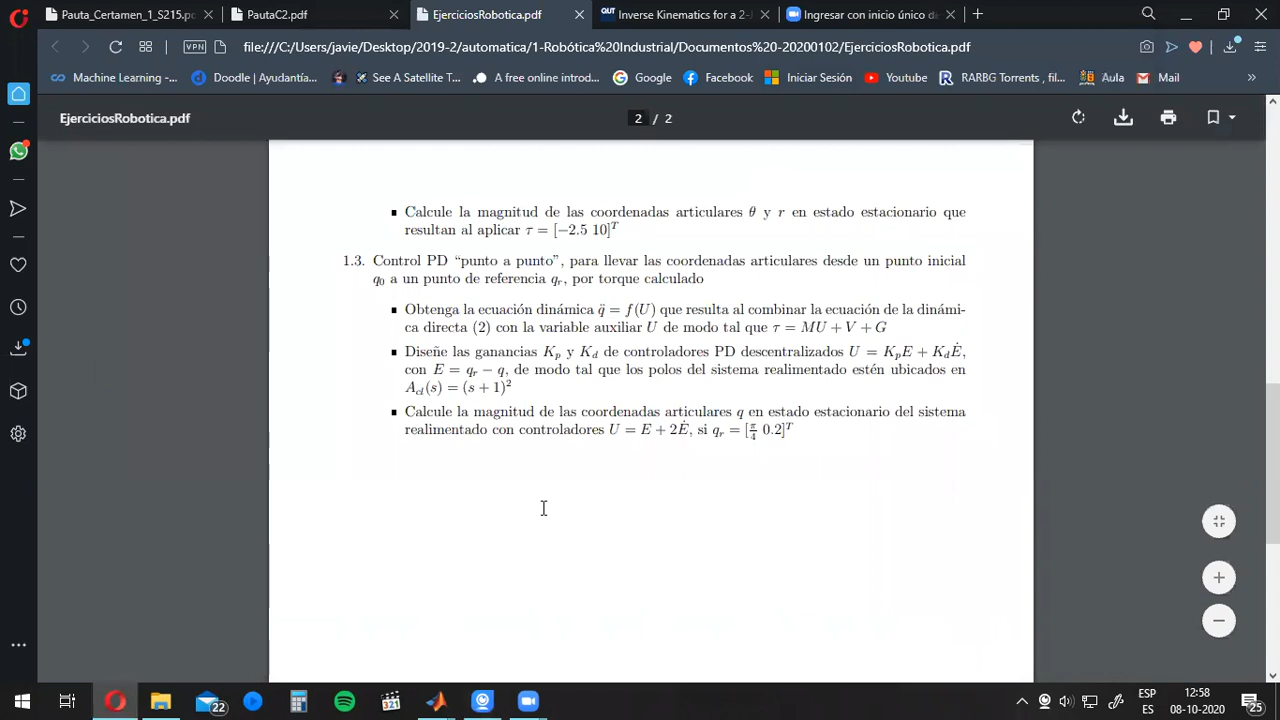 Pauta_Certamen_1_S215.pd
PautaC2.pdf
EjerciciosRobotica.pdf
QUT
Inverse Kinematics for a 2-J
Ingresar con inicio único de
VPN
file:///C:/Users/javie/Desktop/2019-2/automatica/1-Robótica%20Industrial/Documentos%20-20200102/EjerciciosRobotica.pdf
Machine Learning -...
Doodle | Ayudantía...
See A Satellite T...
A free online introd...
Google
Facebook
Iniciar Sesión
Youtube
RARBG Torrents , fil...
Aula
Mail
»
EjerciciosRobotica.pdf
2 / 2
▪ Calcule la magnitud de las coordenadas articulares θ y r en estado estacionario que
resultan al aplicar τ = [−2.5 10]^T
1.3. Control PD “punto a punto”, para llevar las coordenadas articulares desde un punto inicial
q₀ a un punto de referencia qᵣ, por torque calculado
▪ Obtenga la ecuación dinámica q̈ = f(U) que resulta al combinar la ecuación de la dinámi-
ca directa (2) con la variable auxiliar U de modo tal que τ = MU + V + G
▪ Diseñe las ganancias K_p y K_d de controladores PD descentralizados U = K_pE + K_dĖ,
con E = qᵣ − q, de modo tal que los polos del sistema realimentado estén ubicados en
A_cl(s) = (s + 1)²
▪ Calcule la magnitud de las coordenadas articulares q en estado estacionario del sistema
realimentado con controladores U = E + 2Ė, si qᵣ = [π/4 0.2]^T
22
321
ESP
ES
12:58
08-10-2020
25